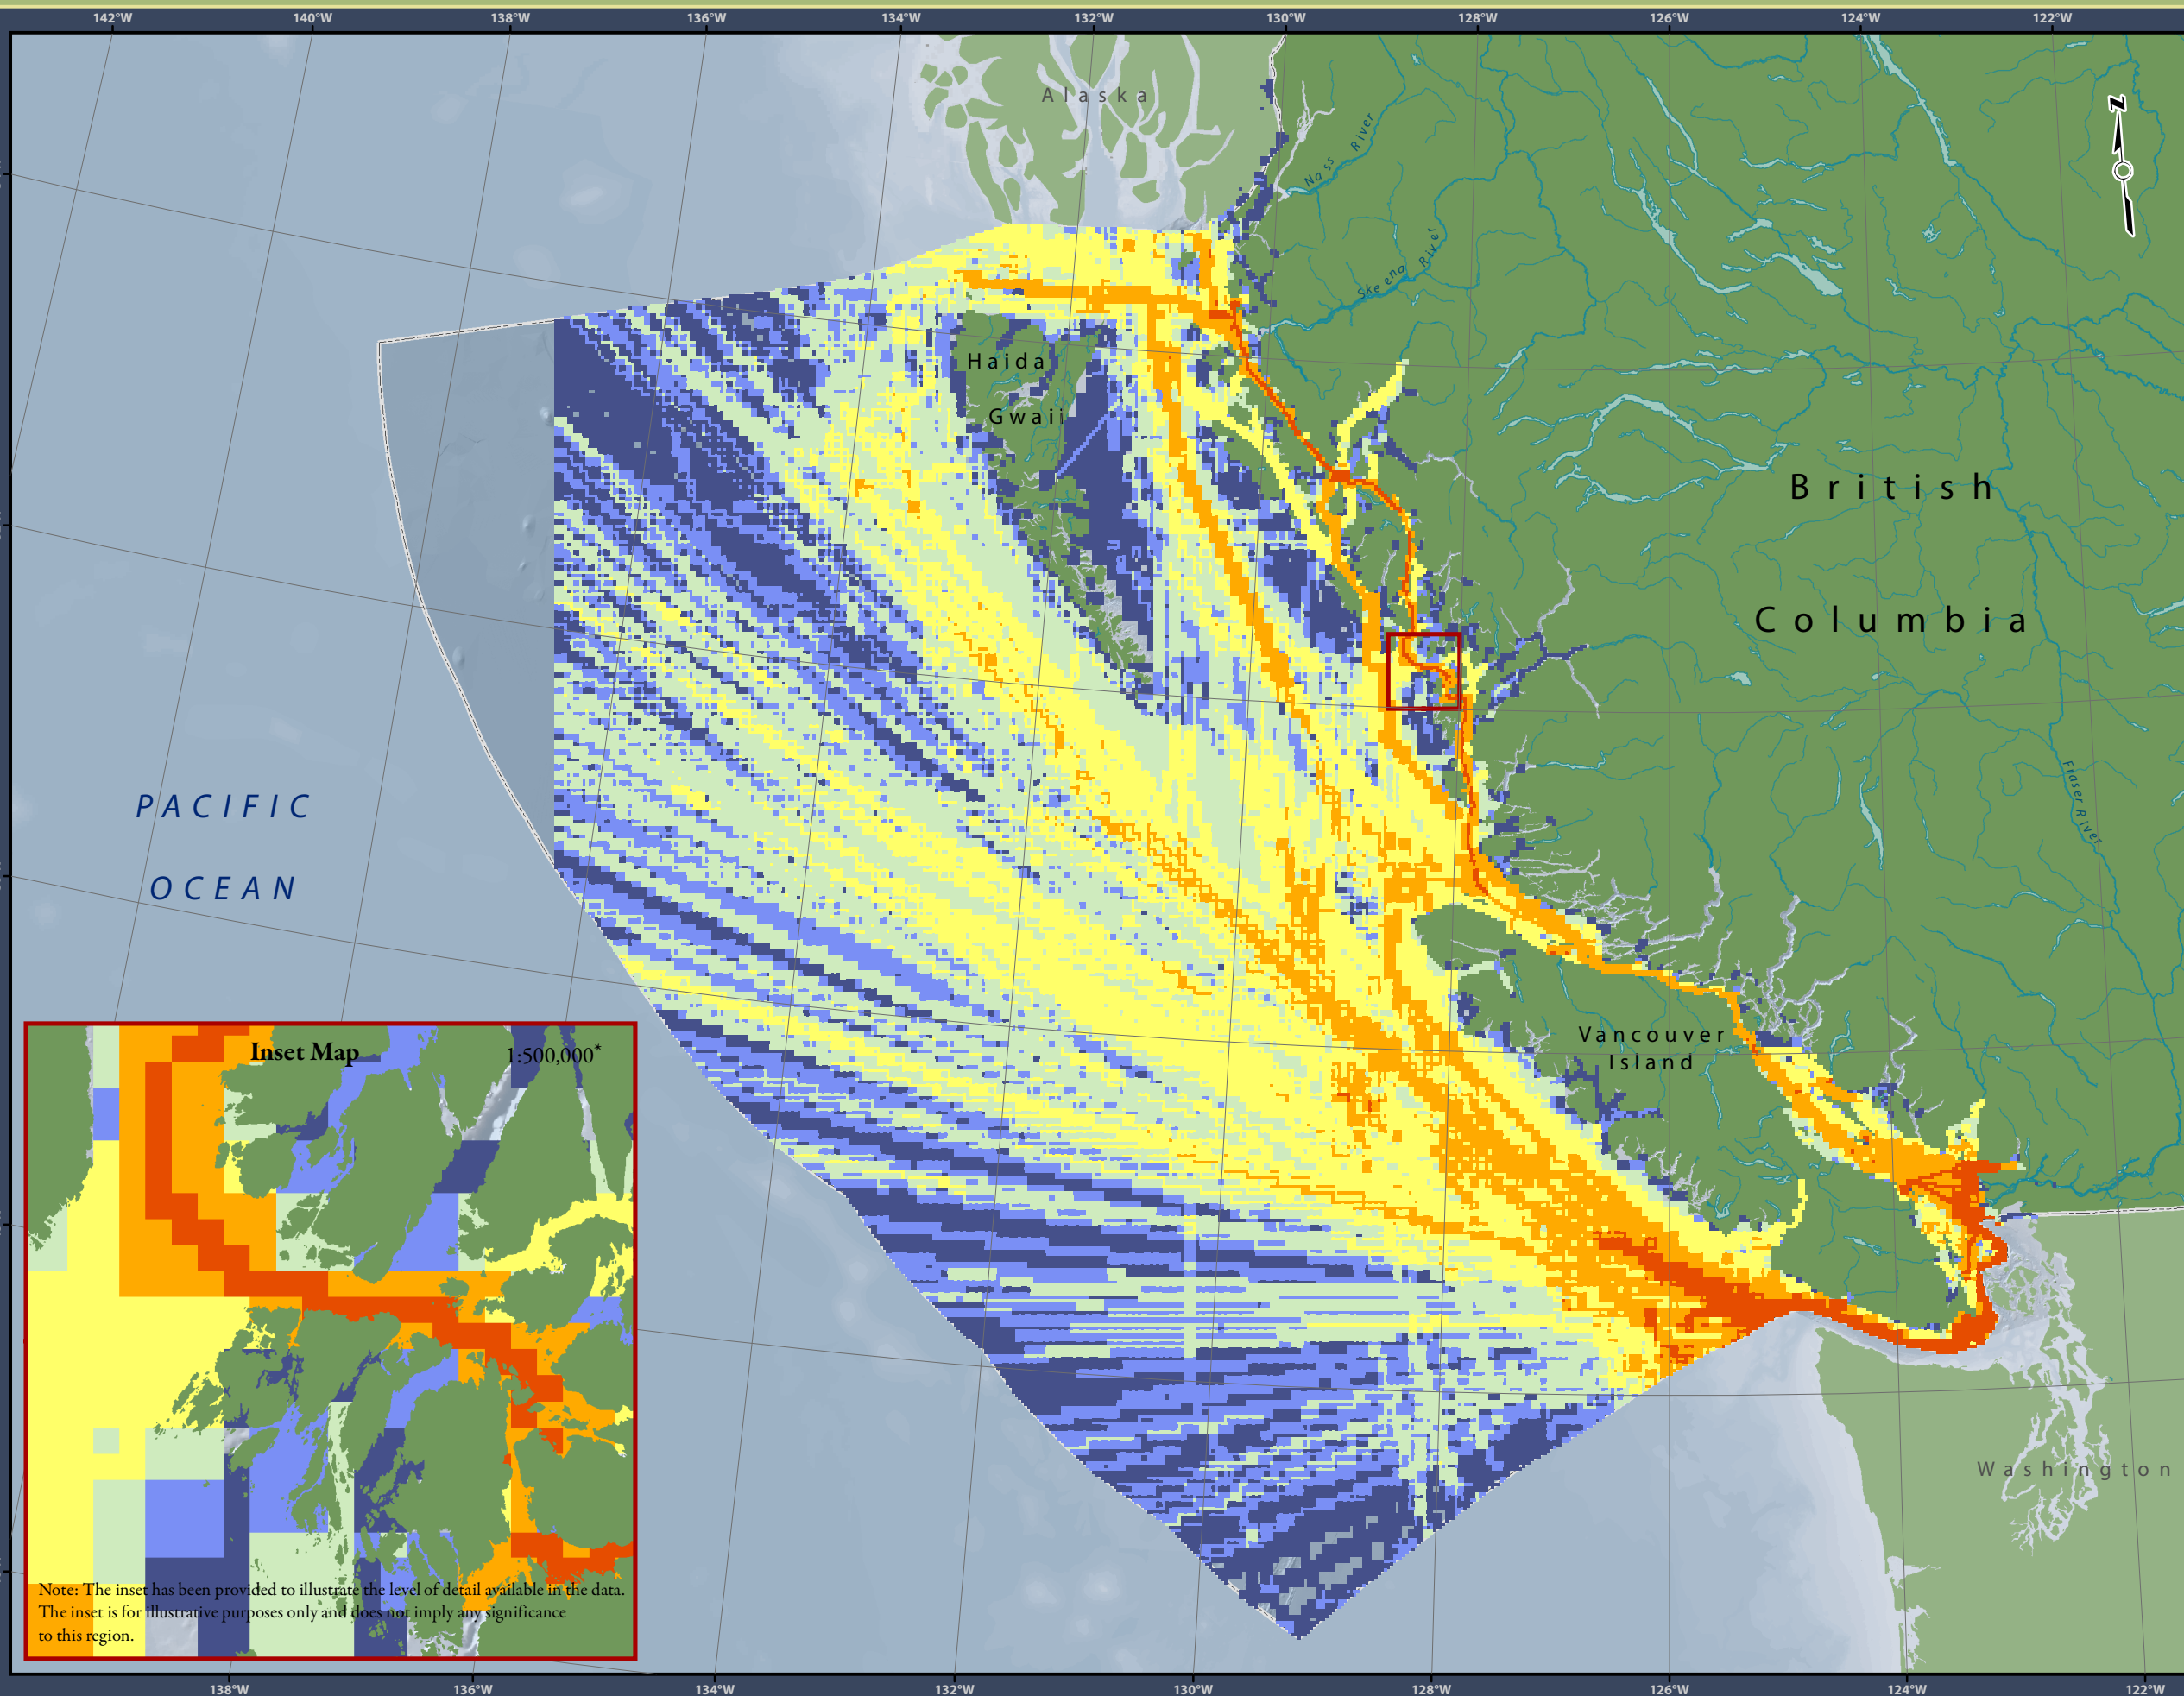 142°W 140°W 138°W 136°W 134°W 132°W 130°W 128°W 126°W 124°W 122°W
Alaska
N
Nass River
Skeena River
Haida
Gwaii
British
Columbia
PACIFIC
OCEAN
Fraser River
Vancouver
Island
Inset Map
1:500,000*
Washington
Note: The inset has been provided to illustrate the level of detail available in the data.
The inset is for illustrative purposes only and does not imply any significance
to this region.
138°W 136°W 134°W 132°W 130°W 128°W 126°W 124°W 122°W